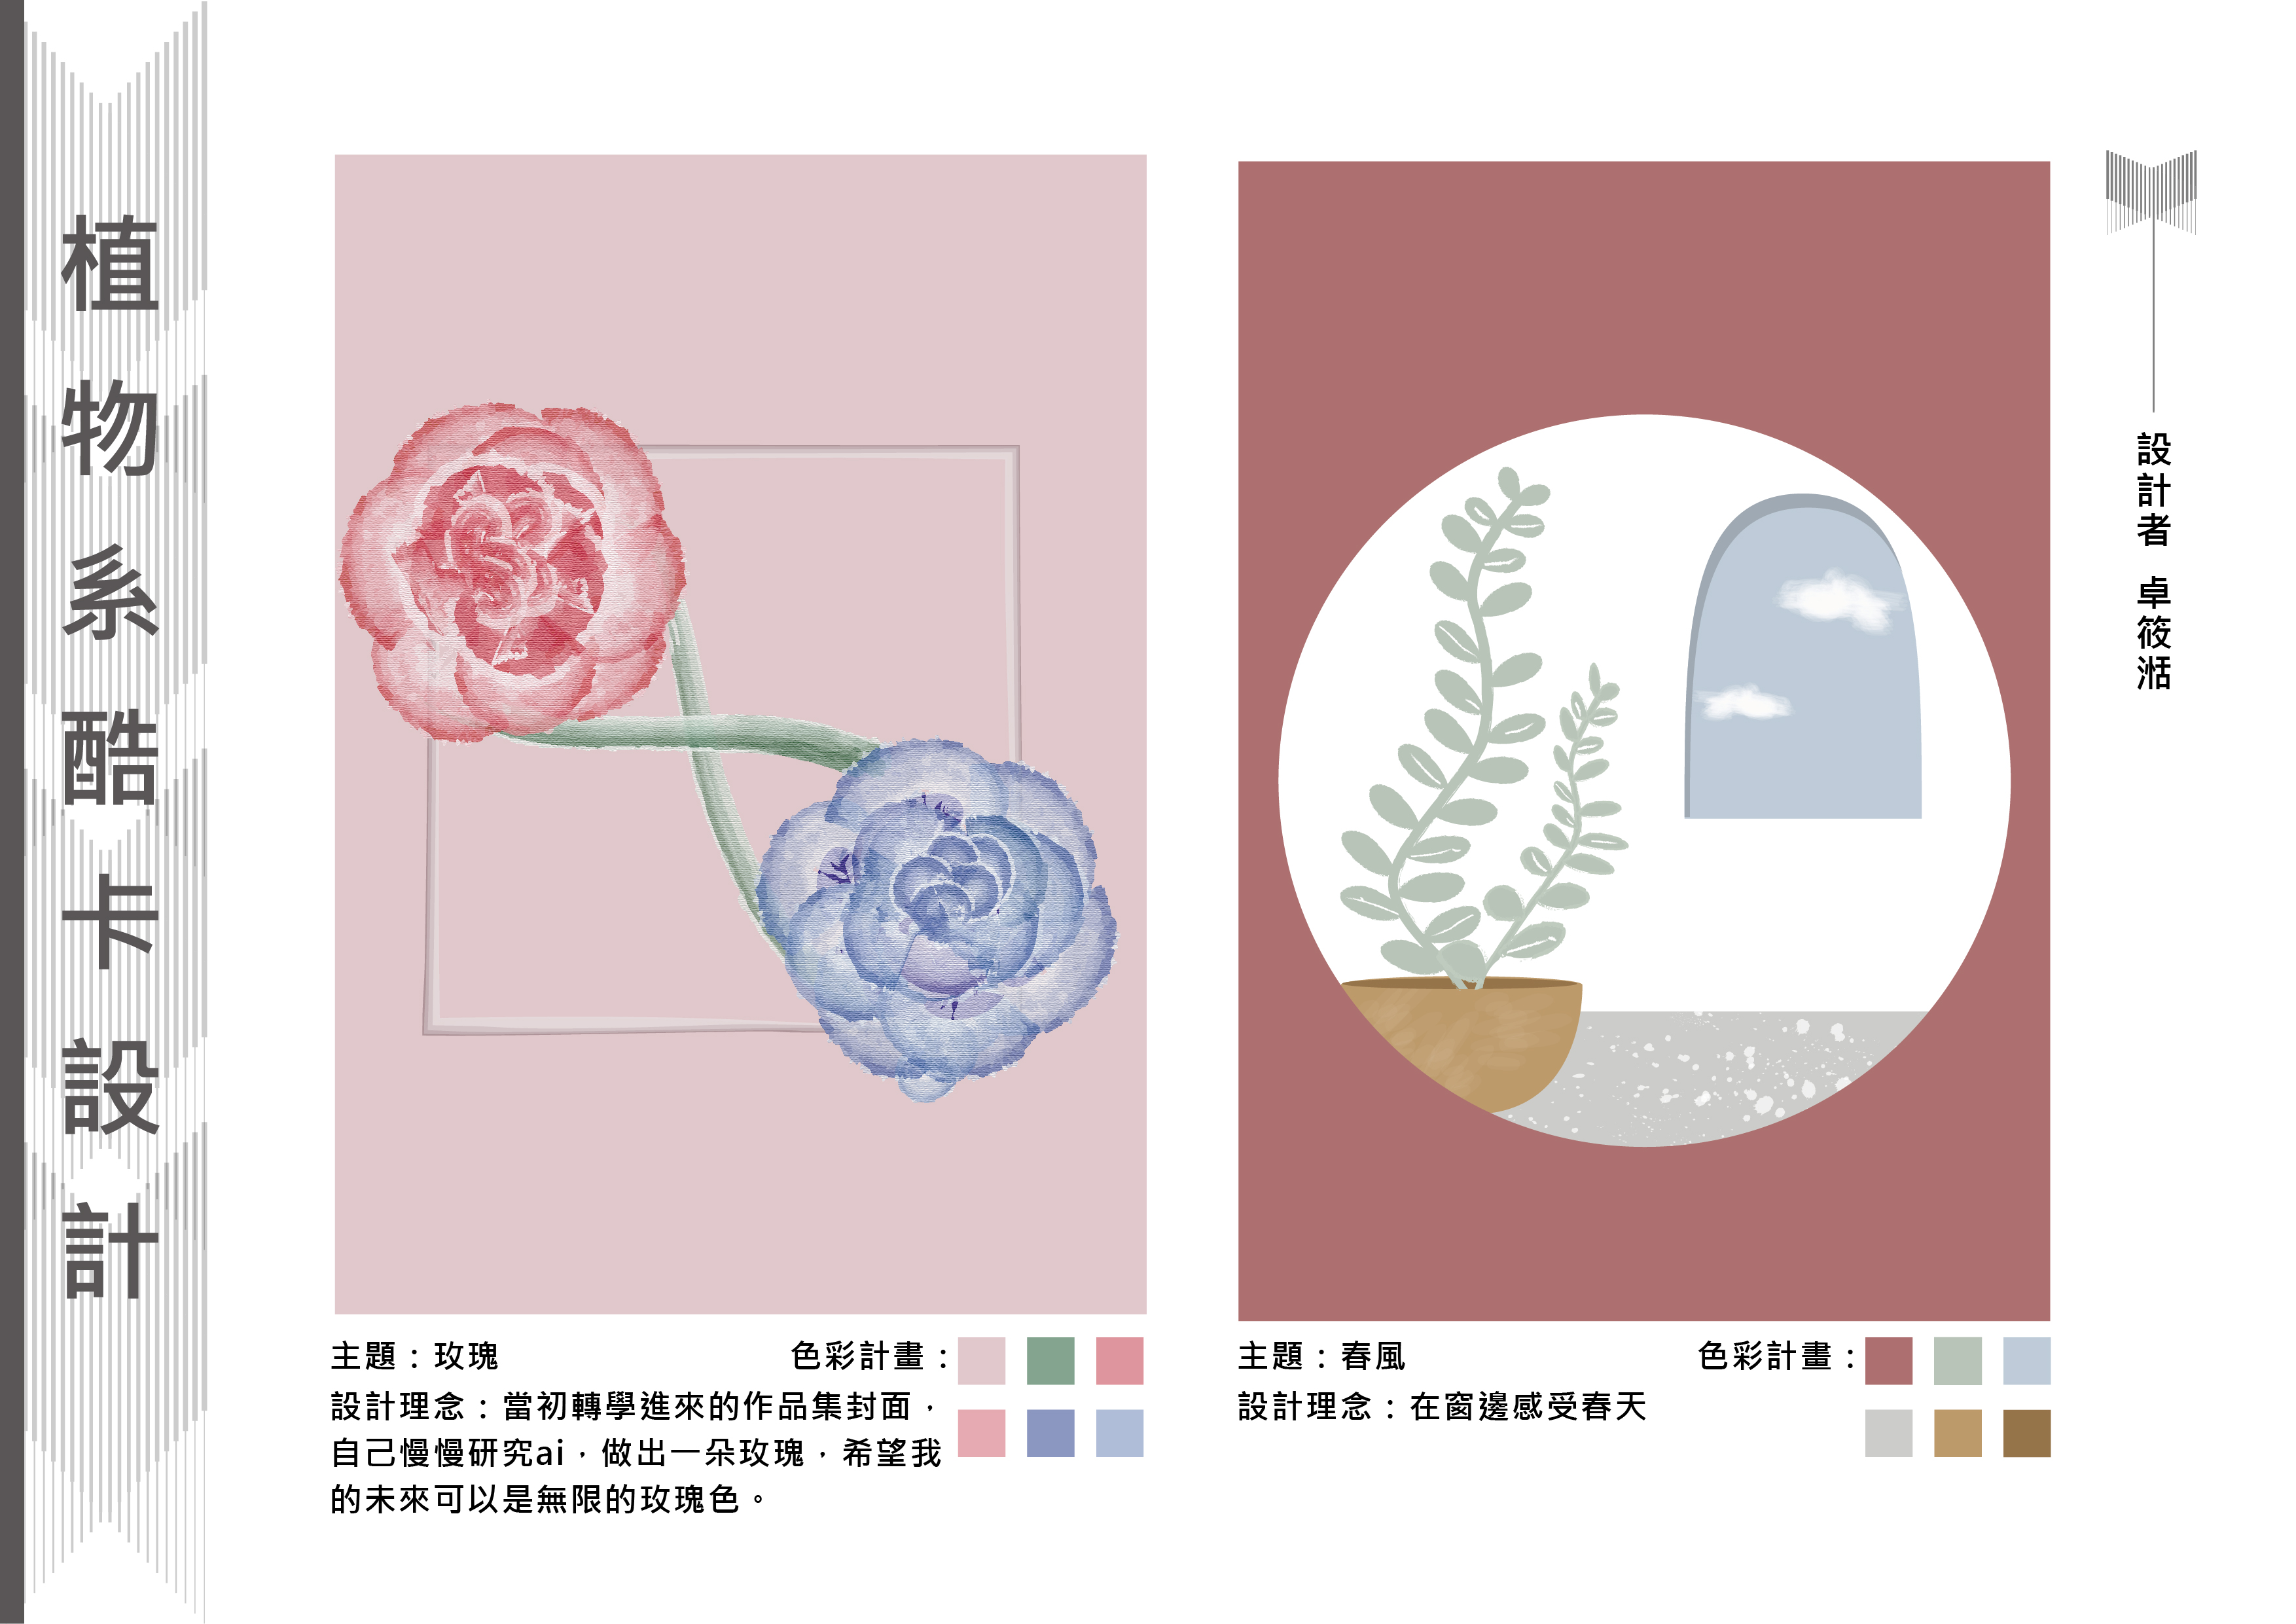 植物系酷卡設計
主題：玫瑰
色彩計畫：
設計理念：當初轉學進來的作品集封面，
自己慢慢研究ai，做出一朵玫瑰，希望我
的未來可以是無限的玫瑰色。
主題：春風
色彩計畫：
設計理念：在窗邊感受春天
設計者 卓筱湉